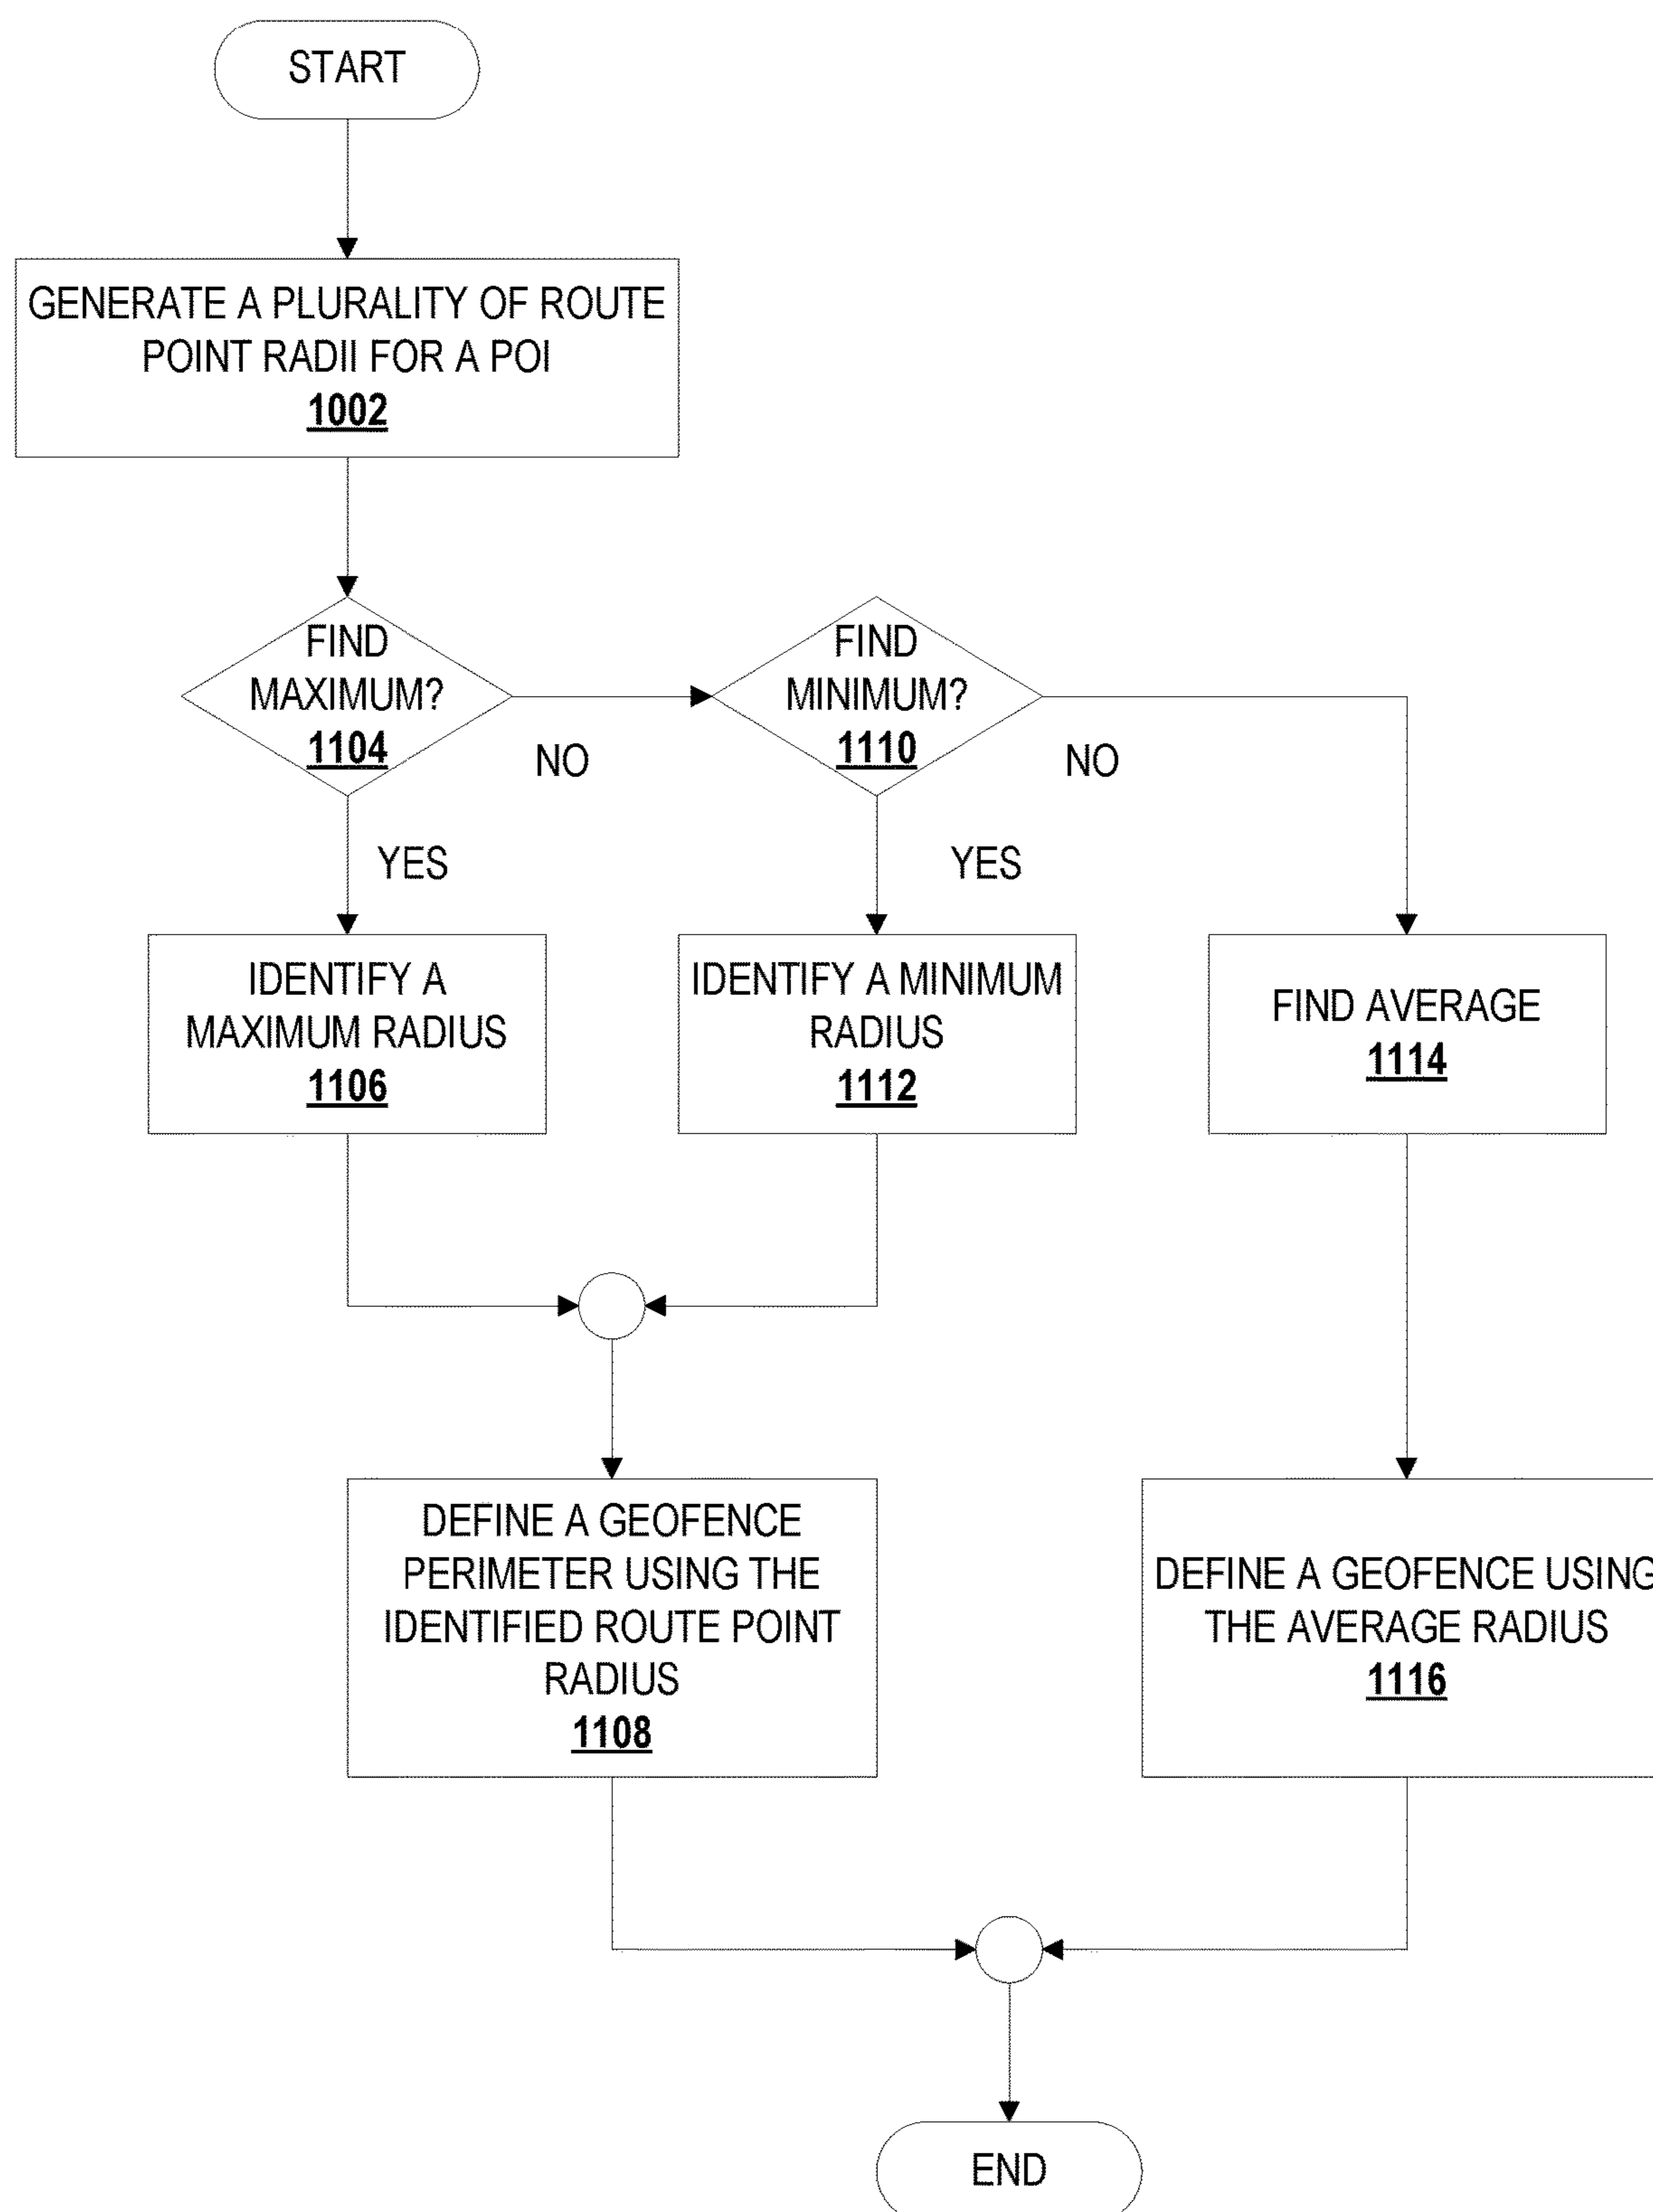 START
GENERATE A PLURALITY OF ROUTE
POINT RADII FOR A POI
1002
FIND
MAXIMUM?
1104
NO
YES
FIND
MINIMUM?
1110
NO
YES
IDENTIFY A
MAXIMUM RADIUS
1106
IDENTIFY A MINIMUM
RADIUS
1112
FIND AVERAGE
1114
DEFINE A GEOFENCE
PERIMETER USING THE
IDENTIFIED ROUTE POINT
RADIUS
1108
DEFINE A GEOFENCE USING
THE AVERAGE RADIUS
1116
END